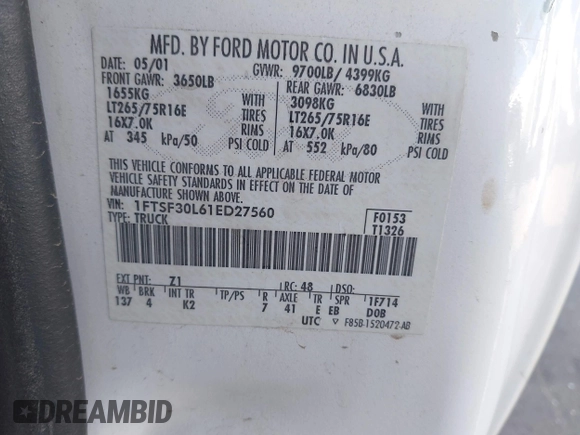 MFD. BY FORD MOTOR CO. IN U.S.A.
DATE: 05/01 GVWR: 9700LB/ 4399KG
FRONT GAWR: 3650LB REAR GAWR: 6830LB
1655KG WITH 3098KG WITH
LT265/75R16E TIRES LT265/75R16E TIRES
16X7.0K RIMS 16X7.0K RIMS
AT 345 kPa/50 PSI COLD AT 552 kPa/80 PSI COLD
THIS VEHICLE CONFORMS TO ALL APPLICABLE FEDERAL MOTOR
VEHICLE SAFETY STANDARDS IN EFFECT ON THE DATE OF
MANUFACTURE SHOWN ABOVE.
VIN: 1FTSF30L61ED27560 F0153
TYPE: TRUCK T1326
EXT PNT: Z1 RC: 48 DSO:
WB BRK INT TR TP/PS R AXLE TR SPR 1F714
137 4 K2 7 41 E EB DOB
UTC ▽ F85B-1520472-AB
DREAMBID